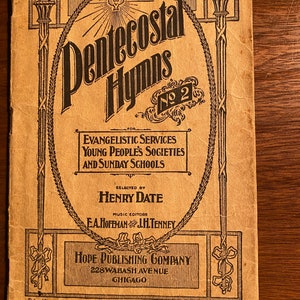 Pentecostal
Hymns
No 2
FOR
EVANGELISTIC SERVICES
YOUNG PEOPLE'S SOCIETIES
AND SUNDAY SCHOOLS
SELECTED BY
HENRY DATE
MUSIC EDITORS
E.A. HOFFMAN AND J.H. TENNEY
HOPE PUBLISHING COMPANY
228 WABASH AVENUE
CHICAGO